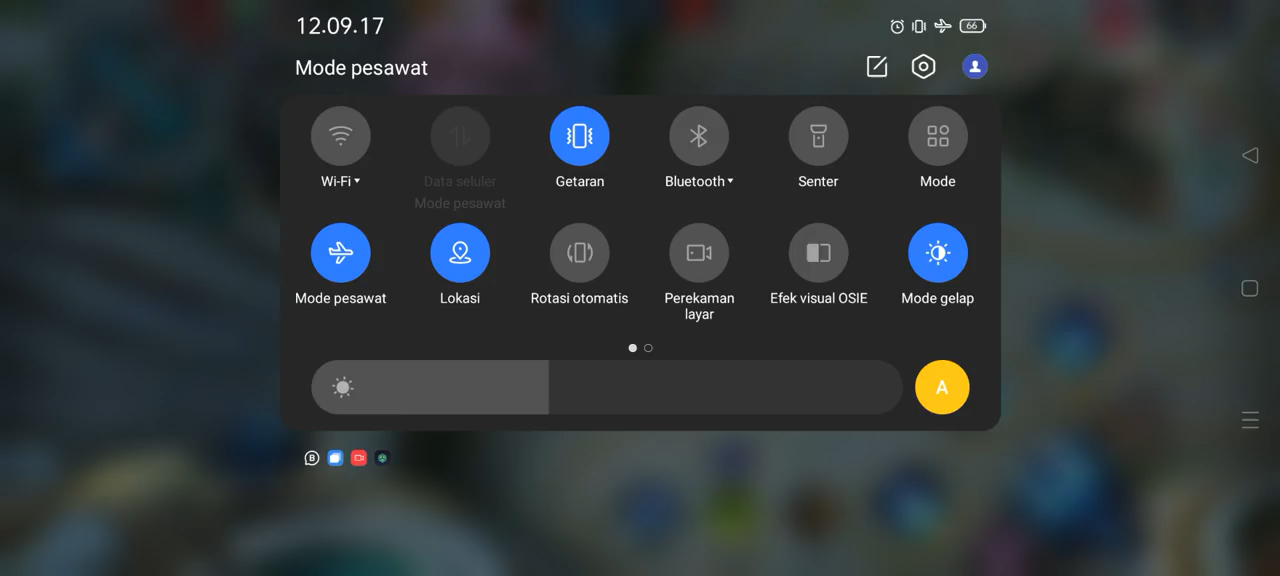 12.09.17
66
Mode pesawat
Wi-Fi
Data seluler
Mode pesawat
Getaran
Bluetooth
Senter
Mode
Mode pesawat
Lokasi
Rotasi otomatis
Perekaman
layar
Efek visual OSIE
Mode gelap
A
B